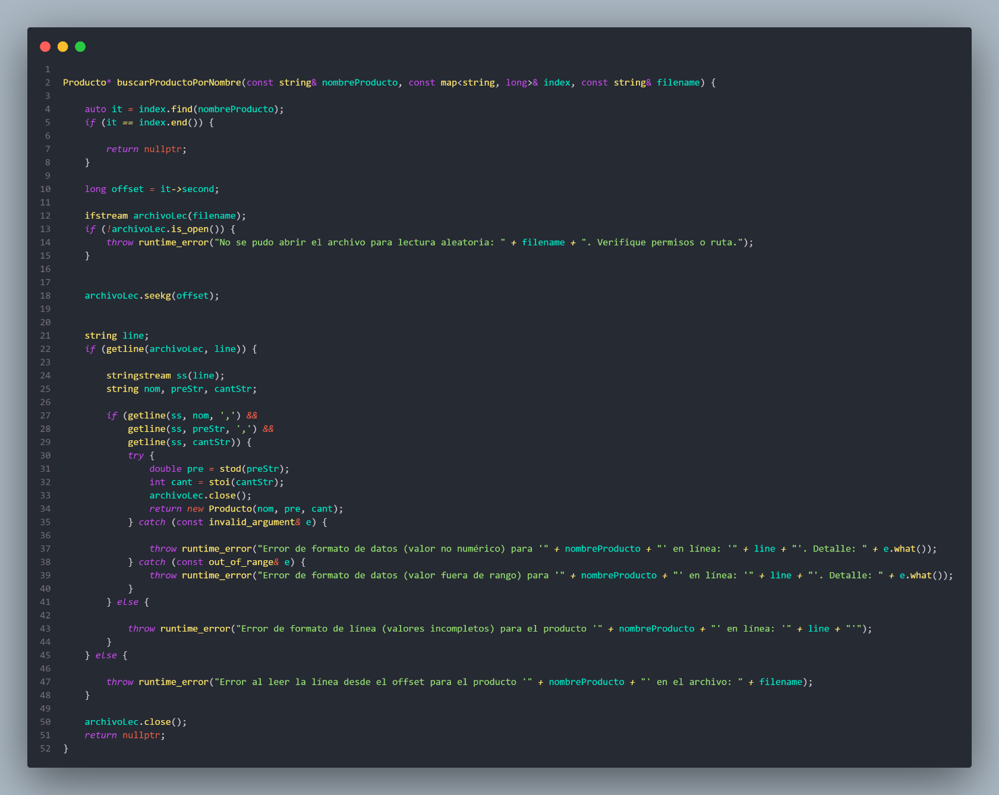 1
2 Producto* buscarProductoPorNombre(const string& nombreProducto, const map<string, long>& index, const string& filename) {
3
4     auto it = index.find(nombreProducto);
5     if (it == index.end()) {
6
7         return nullptr;
8     }
9
10     long offset = it->second;
11
12     ifstream archivoLec(filename);
13     if (!archivoLec.is_open()) {
14         throw runtime_error("No se pudo abrir el archivo para lectura aleatoria: " + filename + ". Verifique permisos o ruta.");
15     }
16
17
18     archivoLec.seekg(offset);
19
20
21     string line;
22     if (getline(archivoLec, line)) {
23
24         stringstream ss(line);
25         string nom, preStr, cantStr;
26
27         if (getline(ss, nom, ',') &&
28             getline(ss, preStr, ',') &&
29             getline(ss, cantStr)) {
30             try {
31                 double pre = stod(preStr);
32                 int cant = stoi(cantStr);
33                 archivoLec.close();
34                 return new Producto(nom, pre, cant);
35             } catch (const invalid_argument& e) {
36
37                 throw runtime_error("Error de formato de datos (valor no numérico) para '" + nombreProducto + "' en línea: '" + line + "'. Detalle: " + e.what());
38             } catch (const out_of_range& e) {
39                 throw runtime_error("Error de formato de datos (valor fuera de rango) para '" + nombreProducto + "' en línea: '" + line + "'. Detalle: " + e.what());
40             }
41         } else {
42
43             throw runtime_error("Error de formato de línea (valores incompletos) para el producto '" + nombreProducto + "' en línea: '" + line + "'");
44         }
45     } else {
46
47         throw runtime_error("Error al leer la línea desde el offset para el producto '" + nombreProducto + "' en el archivo: " + filename);
48     }
49
50     archivoLec.close();
51     return nullptr;
52 }